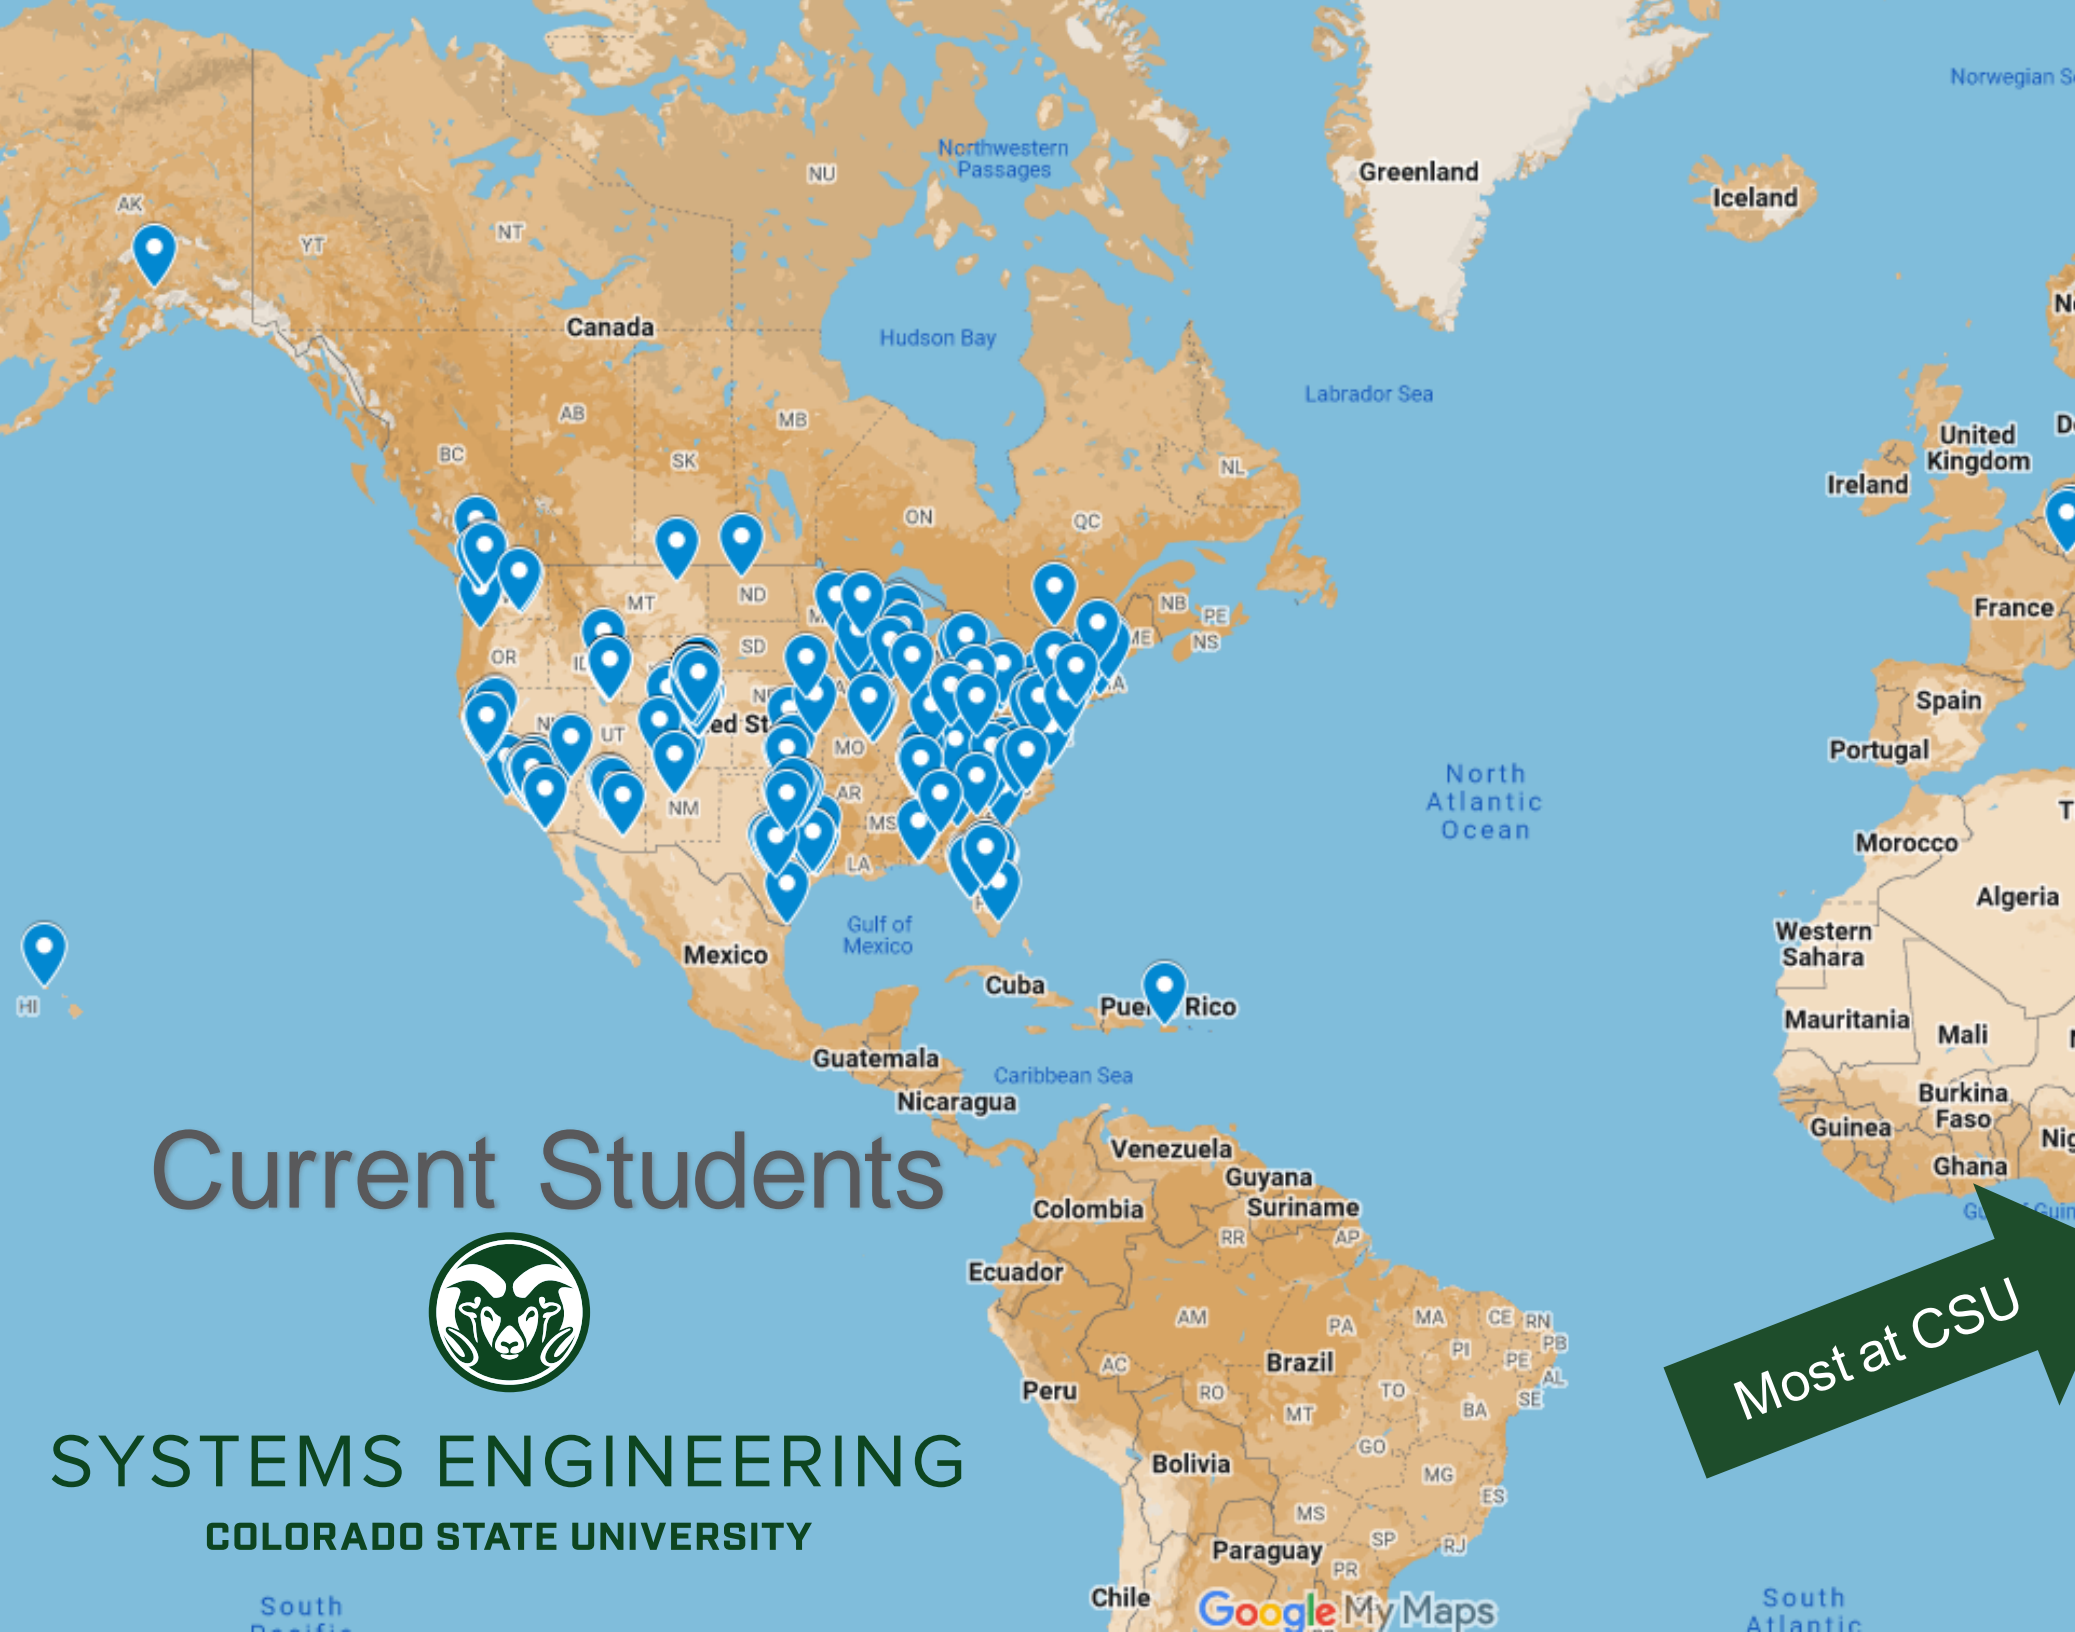 Norwegian S
Northwestern
Passages
NU
Greenland
Iceland
AK
YT
NT
Canada
Hudson Bay
Labrador Sea
AB
MB
BC
SK
NL
ON
QC
United
Kingdom
Ireland
France
Spain
Portugal
MT
ND
NB
PE
ME
NS
OR
SD
UT
MO
NM
AR
MS
LA
North
Atlantic
Ocean
Morocco
Algeria
Western
Sahara
Mauritania
Mali
Burkina
Faso
Guinea
Ghana
Nig
Gulf of
Mexico
Mexico
HI
Cuba
Puer Rico
Guatemala
Caribbean Sea
Nicaragua
Venezuela
Guyana
Suriname
Colombia
RR
AP
Ecuador
AM
PA
MA
CE
RN
PB
PI
PE
AL
SE
AC
Brazil
Peru
RO
TO
MT
BA
GO
Bolivia
MG
ES
MS
SP
RJ
Paraguay
PR
Chile
Current Students
SYSTEMS ENGINEERING
COLORADO STATE UNIVERSITY
Most at CSU
South
Pacific
South
Atlantic
Google My Maps